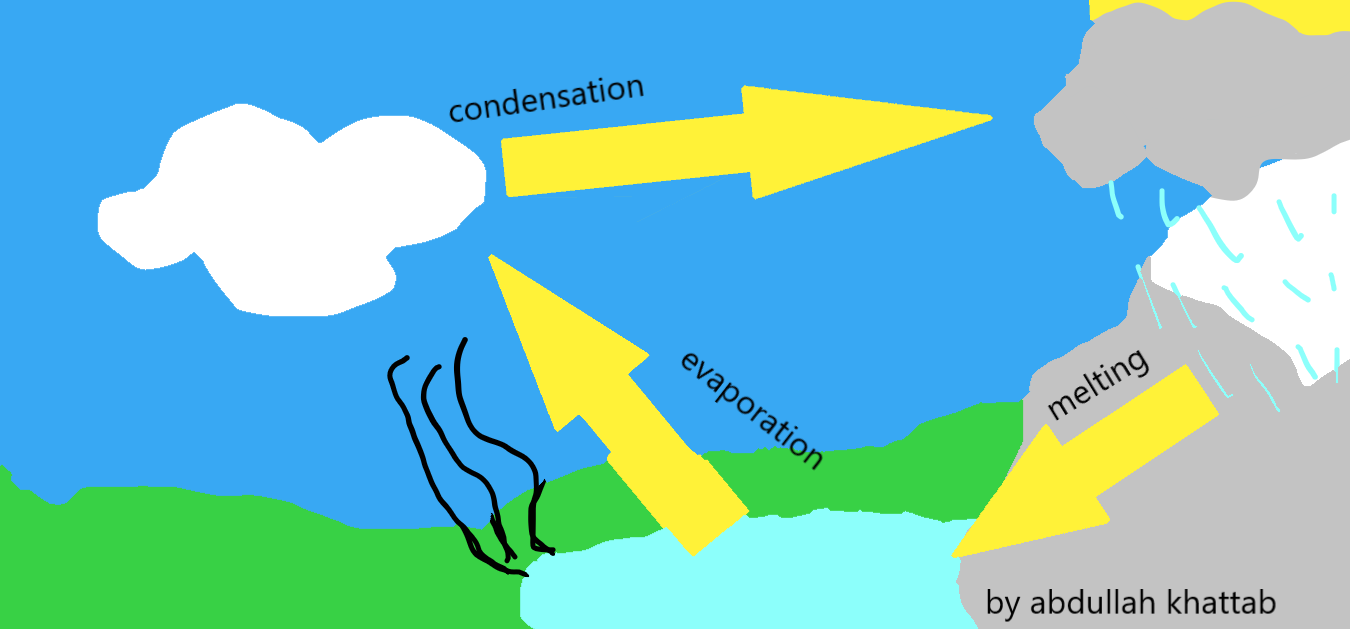 condensation
evaporation
melting
by abdullah khattab